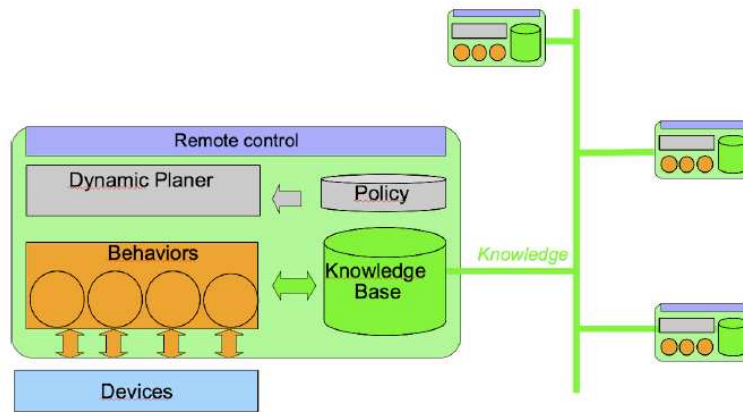 Remote control
Dynamic Planer
Policy
Behaviors
Knowledge
Base
Knowledge
Devices